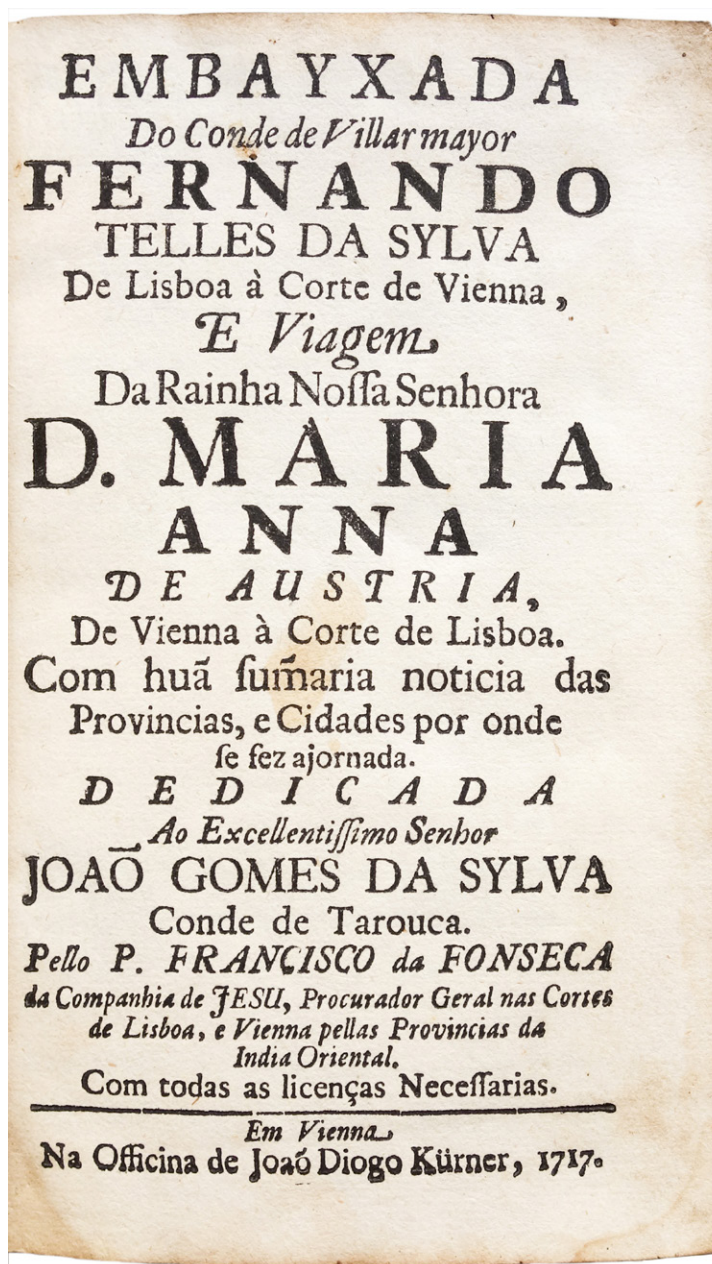 EMBAYXADA
Do Conde de Villar mayor
FERNANDO
TELLES DA SYLVA
De Lisboa à Corte de Vienna,
E Viagem
Da Rainha Noſſa Senhora
D. MARIA
ANNA
DE AUSTRIA,
De Vienna à Corte de Lisboa.
Com huã ſum̃aria noticia das
Provincias, e Cidades por onde
ſe fez ajornada.
DEDICADA
Ao Excellentiſſimo Senhor
JOAÕ GOMES DA SYLVA
Conde de Tarouca.
Pello P. FRANCISCO da FONSECA
da Companhia de JESU, Procurador Geral nas Cortes
de Lisboa, e Vienna pellas Provincias da
India Oriental.
Com todas as licenças Neceſſarias.
Em Vienna
Na Officina de Joaõ Diogo Kürner, 1717.